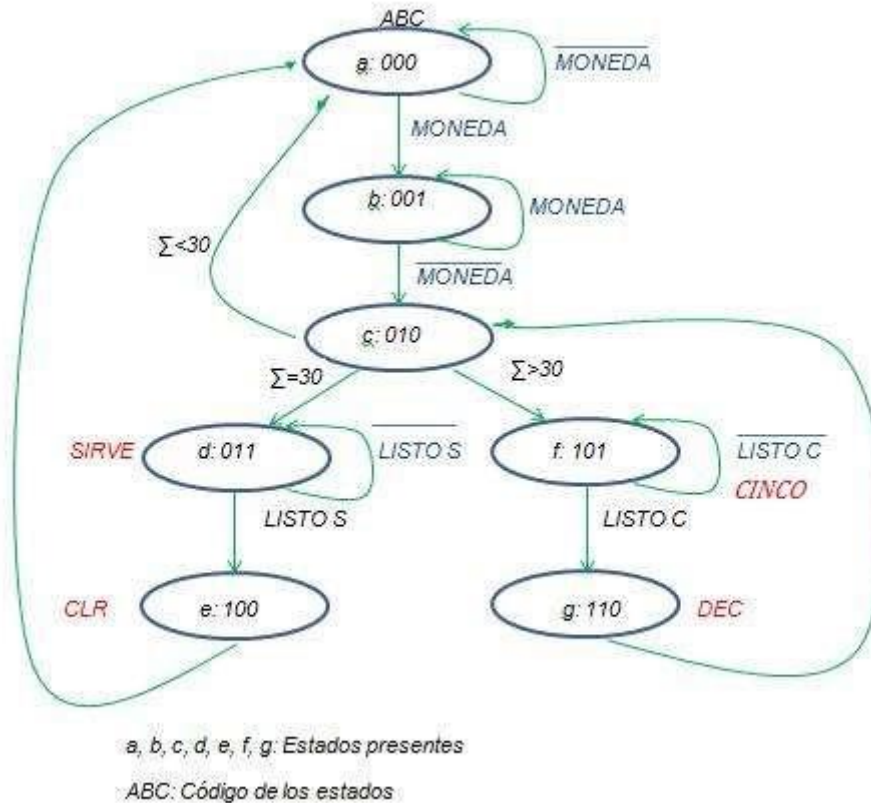 ABC
a: 000
MONEDA
MONEDA
b: 001
MONEDA
∑<30
MONEDA
c: 010
∑=30
∑>30
SIRVE
d: 011
LISTO S
f: 101
LISTO C
CINCO
LISTO S
LISTO C
CLR
e: 100
g: 110
DEC
a, b, c, d, e, f, g: Estados presentes
ABC: Código de los estados